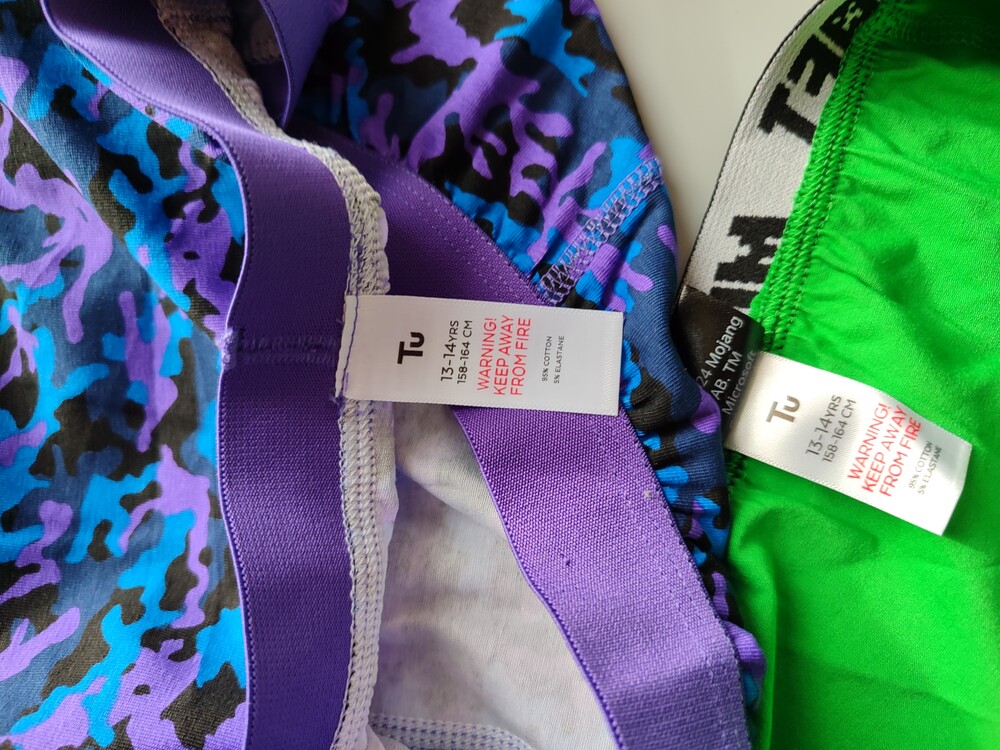 Tu
13-14YRS
158-164 CM
WARNING!
KEEP AWAY
FROM FIRE
95% COTTON
5% ELASTANE
24 Mojang
AB. TM
Microsoft
Tu
13-14YRS
158-164 CM
WARNING!
KEEP AWAY
FROM FIRE
95% COTTON
5% ELASTANE